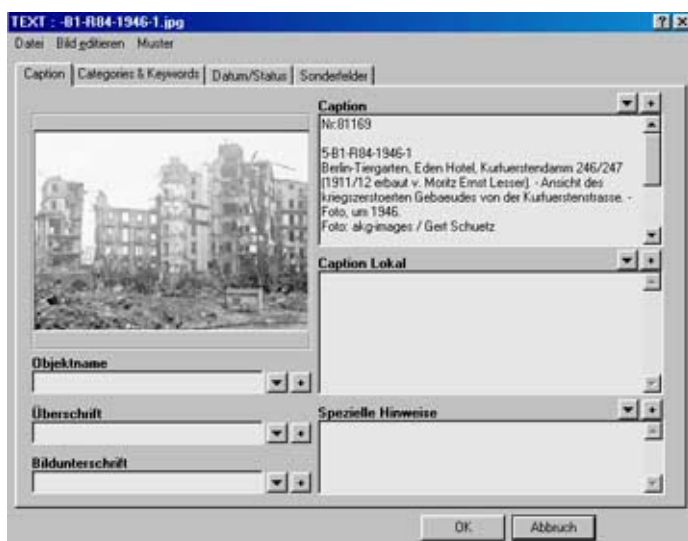 TEXT : -B1-R84-1946-1.jpg
Datei Bild editieren Muster
Caption Categories & Keywords Datum/Status Sonderfelder
Caption
Nr:81169
5-B1-R84-1946-1
Berlin-Tiergarten, Eden Hotel, Kurfuerstendamm 246/247
(1911/12 erbaut v. Moritz Ernst Lesser). - Ansicht des
kriegszerstoerten Gebaeudes von der Kurfuerstenstrasse. -
Foto, um 1946.
Foto: akg-images / Gert Schuetz
Caption Lokal
Objektname
Überschrift
Spezielle Hinweise
Bildunterschrift
OK Abbruch